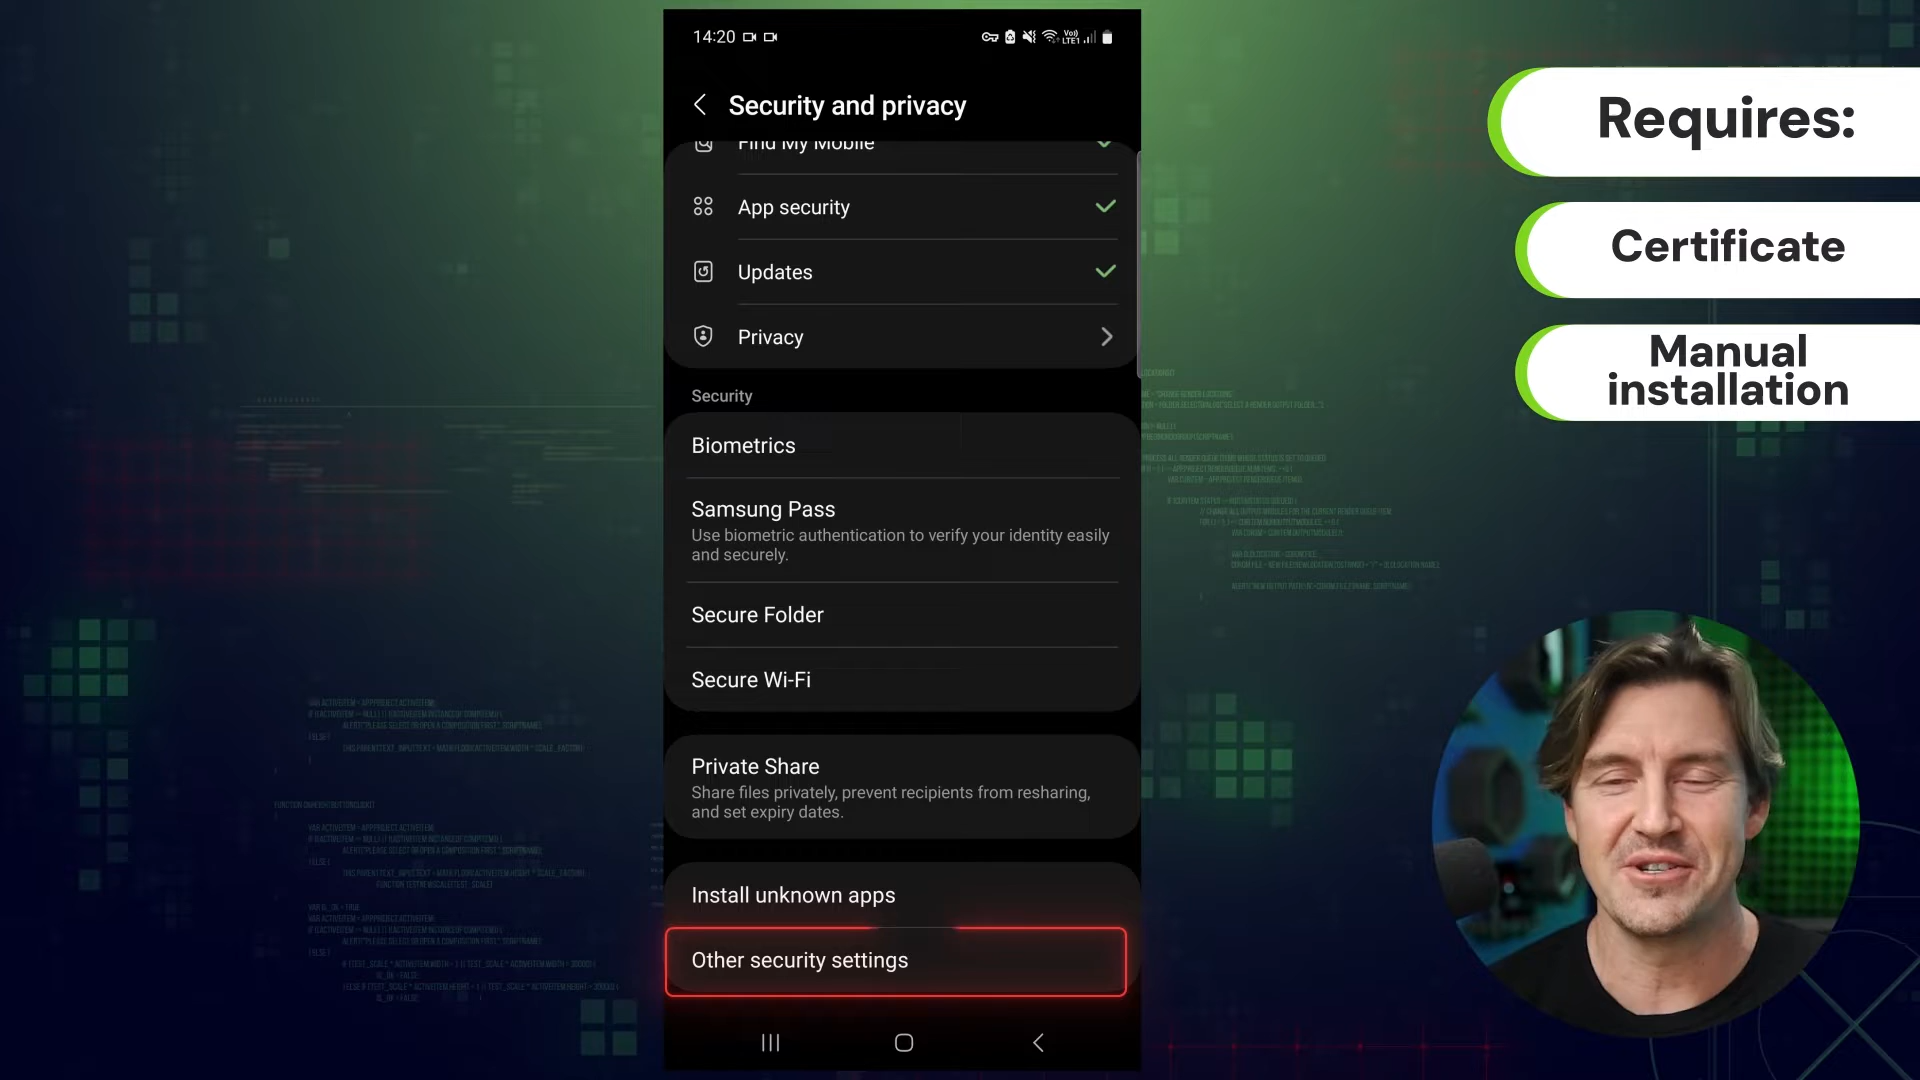 14:20
Vo)
LTE1
Security and privacy
Find My Mobile
App security
Updates
Privacy
Security
Biometrics
Samsung Pass
Use biometric authentication to verify your identity easily
and securely.
Secure Folder
Secure Wi-Fi
Private Share
Share files privately, prevent recipients from resharing,
and set expiry dates.
Install unknown apps
Other security settings
Requires:
Certificate
Manual
installation